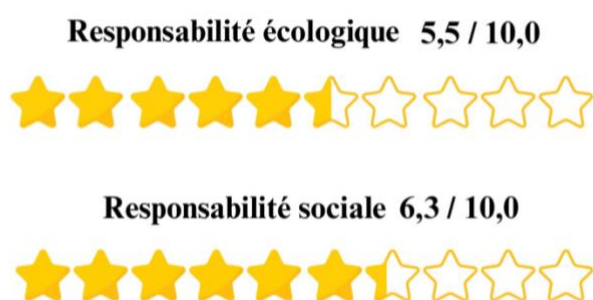 Responsabilité écologique 5,5 / 10,0
Responsabilité sociale 6,3 / 10,0